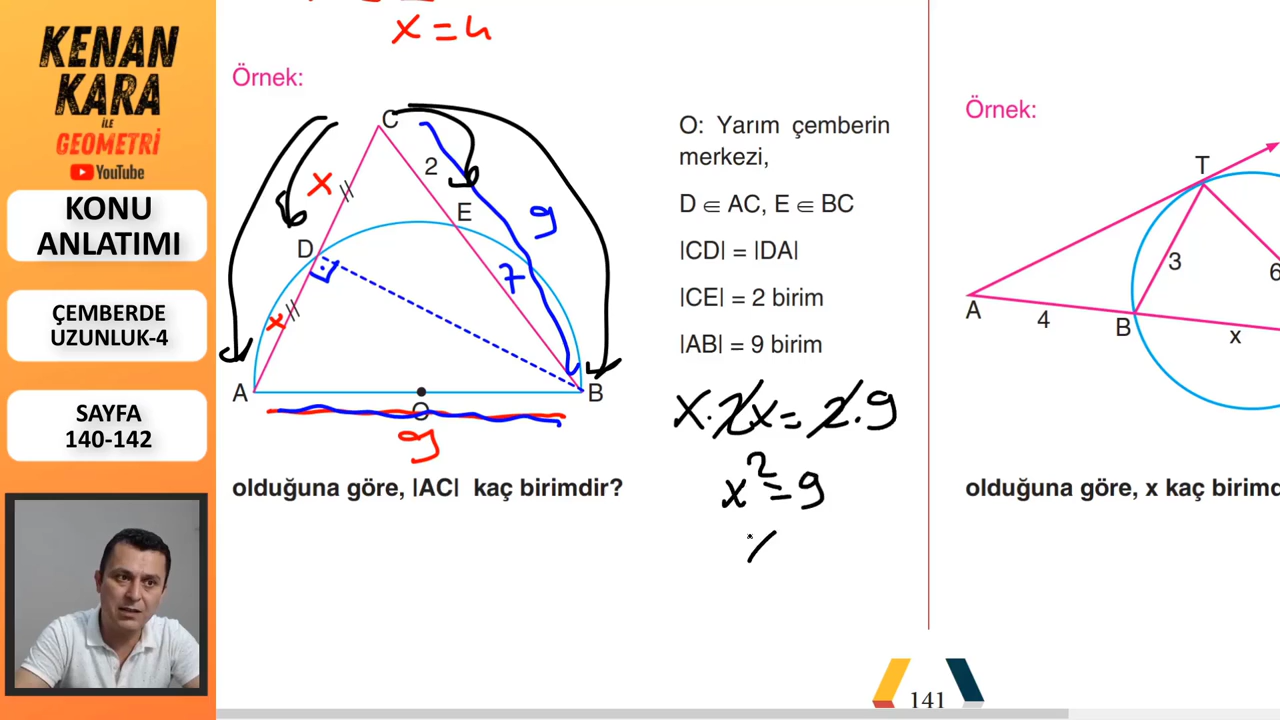 KENAN
KARA
İLE
GEOMETRİ
YouTube
KONU
ANLATIMI
ÇEMBERDE
UZUNLUK-4
SAYFA
140-142
x = 4
Örnek:
C
2
x
E
9
D
7
x
A
O
B
9
O: Yarım çemberin
merkezi,
D ∈ AC, E ∈ BC
|CD| = |DA|
|CE| = 2 birim
|AB| = 9 birim
x . 2x = 2 . 9
x² = 9
olduğuna göre, |AC| kaç birimdir?
Örnek:
T
3
6
A
4
B
x
olduğuna göre, x kaç birimd
141